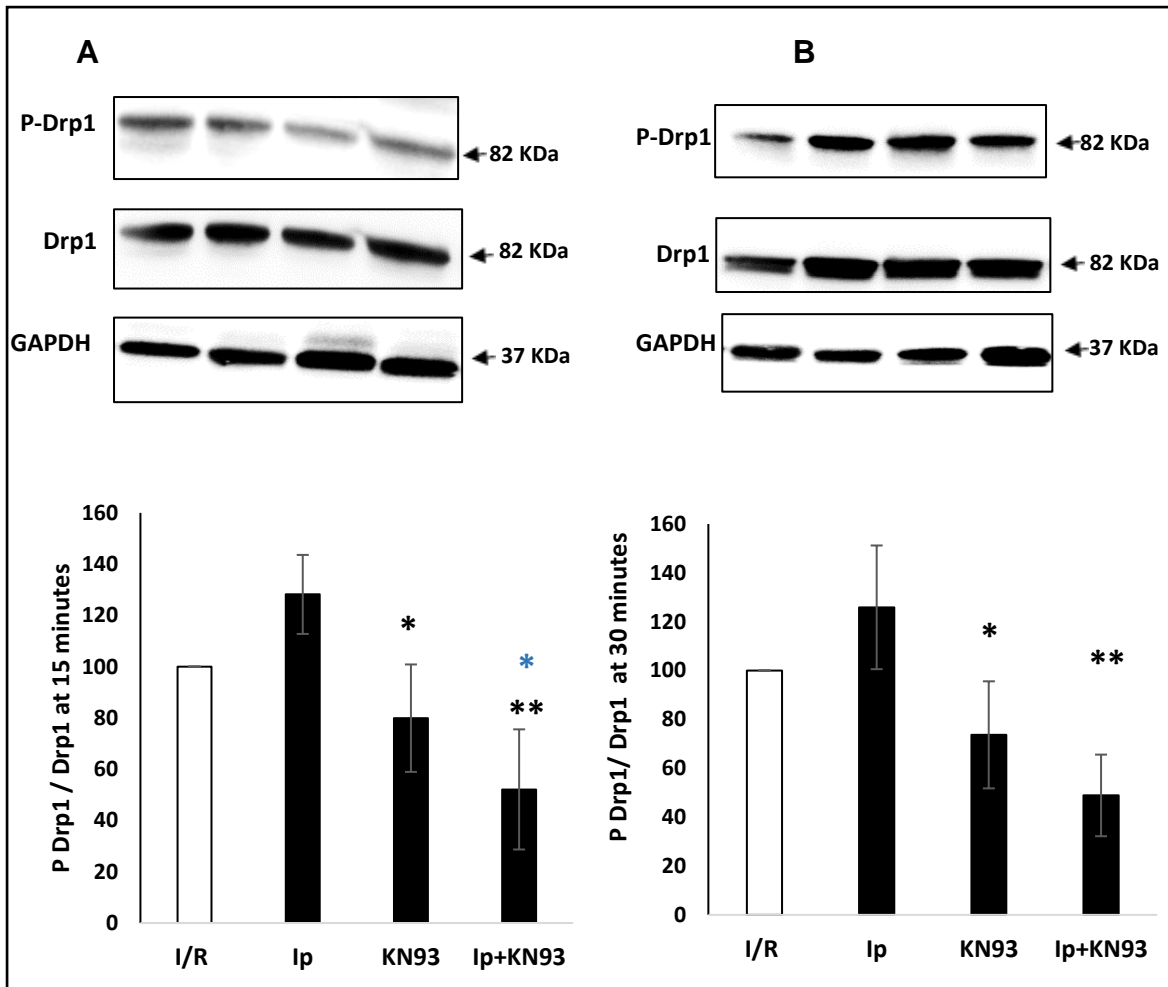 A
P-Drp1
82 KDa
Drp1
82 KDa
GAPDH
37 KDa
P Drp1 / Drp1 at 15 minutes
160
140
120
100
80
60
40
20
0
*
*
**
I/R Ip KN93 Ip+KN93
B
P-Drp1
82 KDa
Drp1
82 KDa
GAPDH
37 KDa
P Drp1/ Drp1 at 30 minutes
160
140
120
100
80
60
40
20
0
*
**
I/R Ip KN93 Ip+KN93